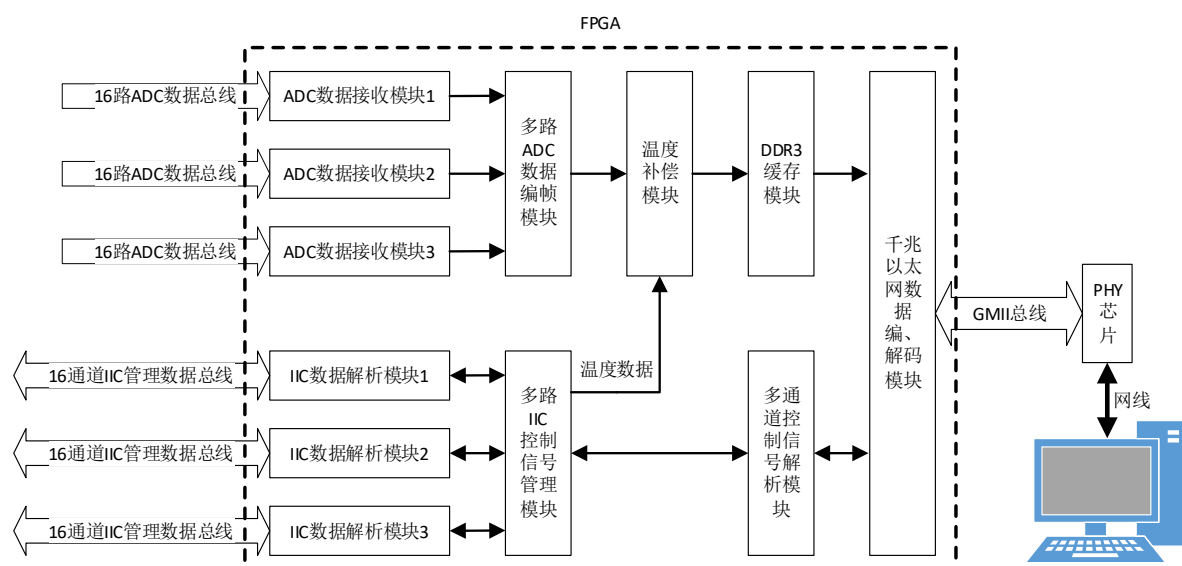 FPGA
16路ADC数据总线
ADC数据接收模块1
16路ADC数据总线
ADC数据接收模块2
16路ADC数据总线
ADC数据接收模块3
多路
ADC
数据
编帧
模块
温度
补偿
模块
DDR3
缓存
模块
千兆
以太
网数
据
编、
解码
模块
GMII总线
PHY
芯
片
网线
温度数据
16通道IIC管理数据总线
IIC数据解析模块1
16通道IIC管理数据总线
IIC数据解析模块2
16通道IIC管理数据总线
IIC数据解析模块3
多路
IIC
控制
信号
管理
模块
多通
道控
制信
号解
析模
块